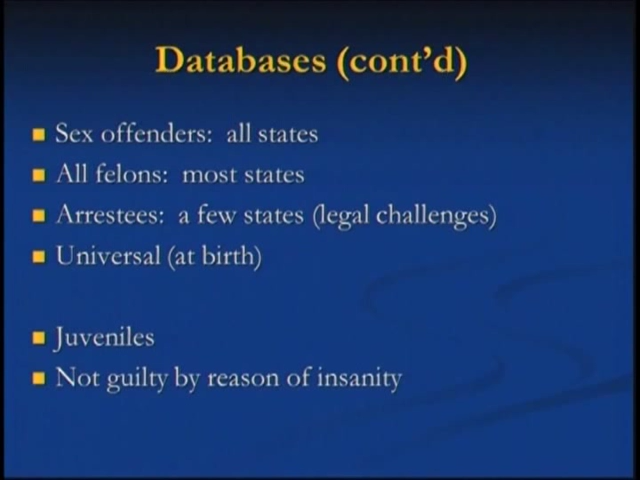 Databases (cont’d)
Sex offenders: all states
All felons: most states
Arrestees: a few states (legal challenges)
Universal (at birth)
Juveniles
Not guilty by reason of insanity